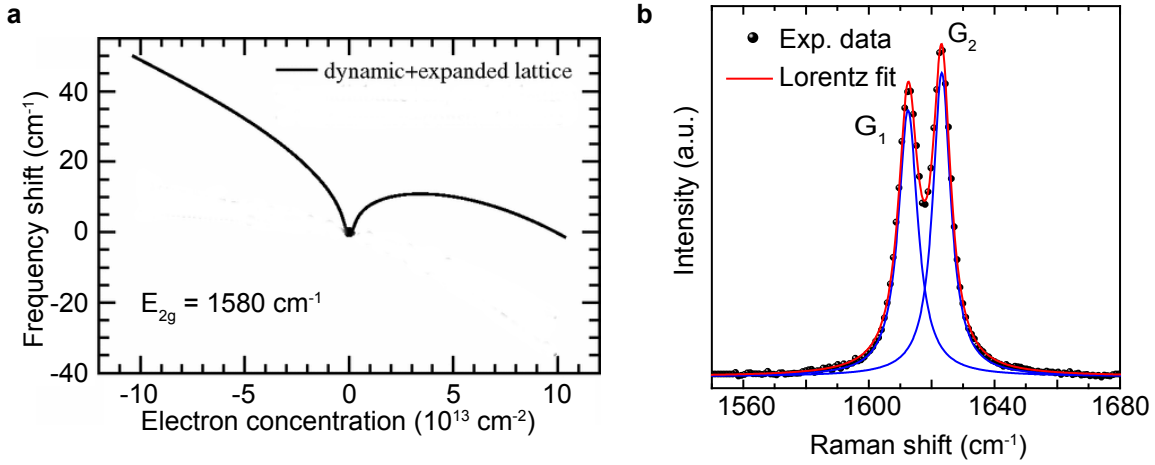 a
dynamic+expanded lattice
Frequency shift (cm⁻¹)
40
20
0
-20
-40
E₂g = 1580 cm⁻¹
-10
-5
0
5
10
Electron concentration (10¹³ cm⁻²)
b
Exp. data
Lorentz fit
G₁
G₂
Intensity (a.u.)
1560
1600
1640
1680
Raman shift (cm⁻¹)